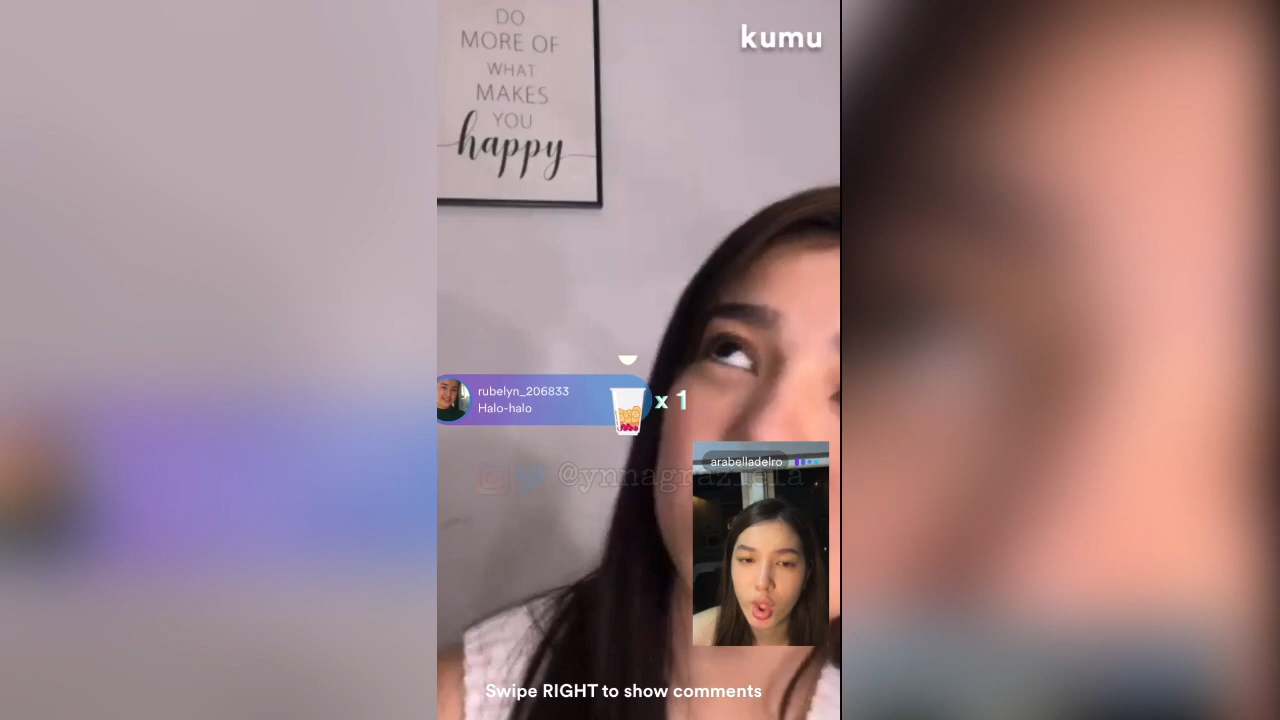 DO
MORE OF
WHAT
MAKES
YOU
happy
kumu
rubelyn_206833
Halo-halo
x 1
arabelladelro
@ynnagraziella
Swipe RIGHT to show comments